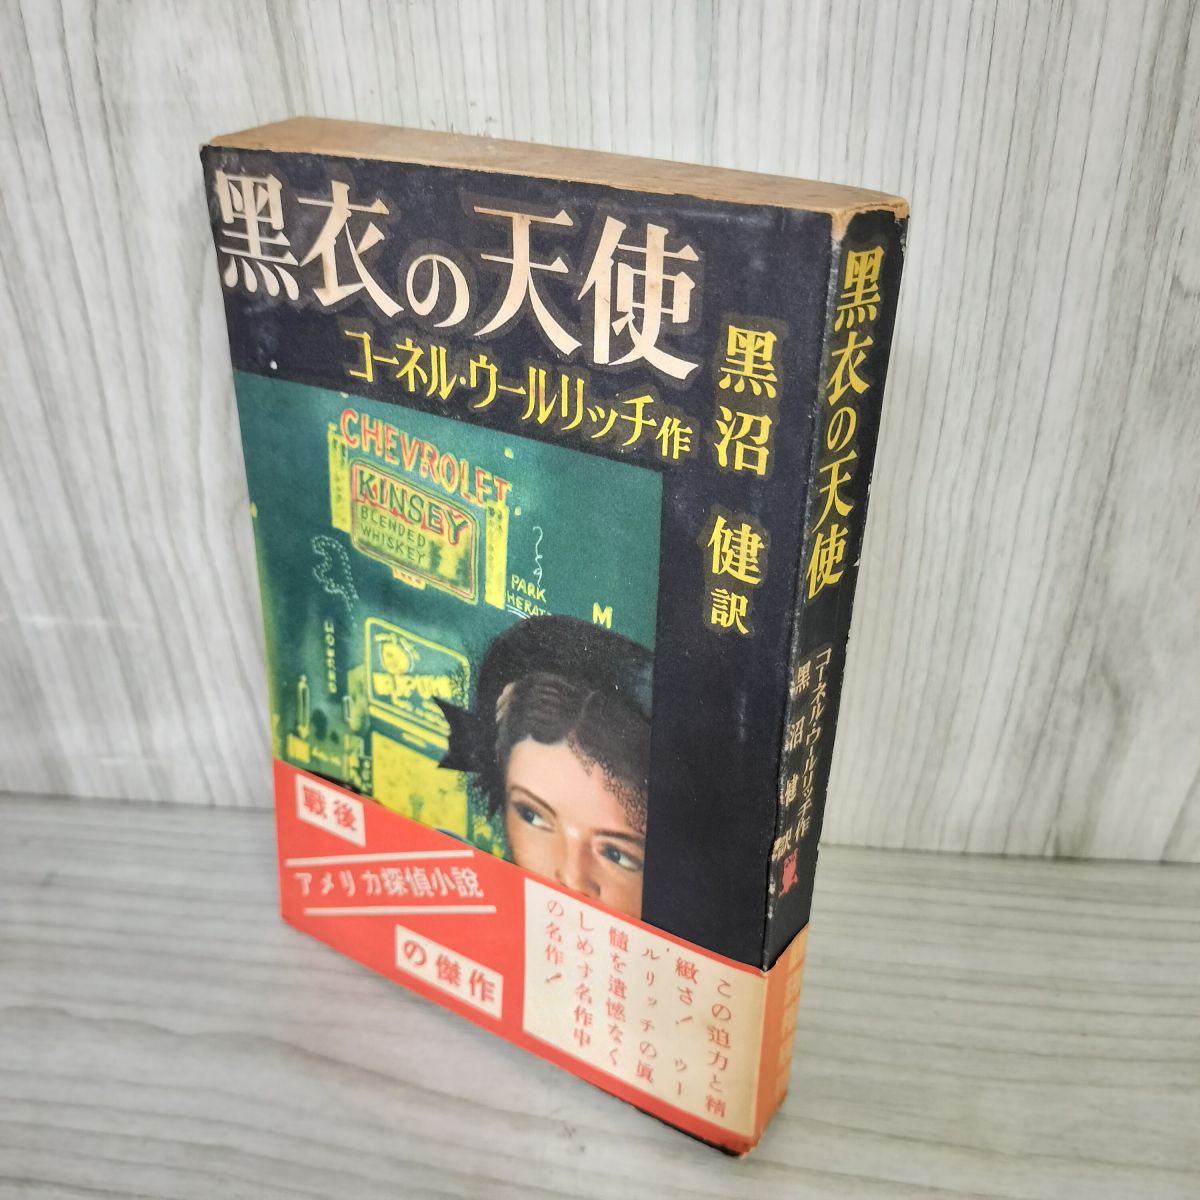 黒衣の天使
コーネル・ウールリッチ作
黒沼健訳
CHEVROLET
KINSEY
BLENDED
WHISKEY
PARK
M
戰後
アメリカ探偵小説
の傑作
この迫力と精
緻さ！ウー
ルリッチの眞
髄を遺憾なく
しめす名作中
の名作！
黒衣の天使
コーネル・ウールリッチ作
黒沼健訳